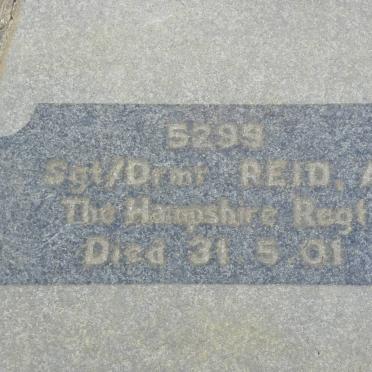 5299
Sgt/Drmr REID, A
The Hampshire Regt
Died 31.5.01